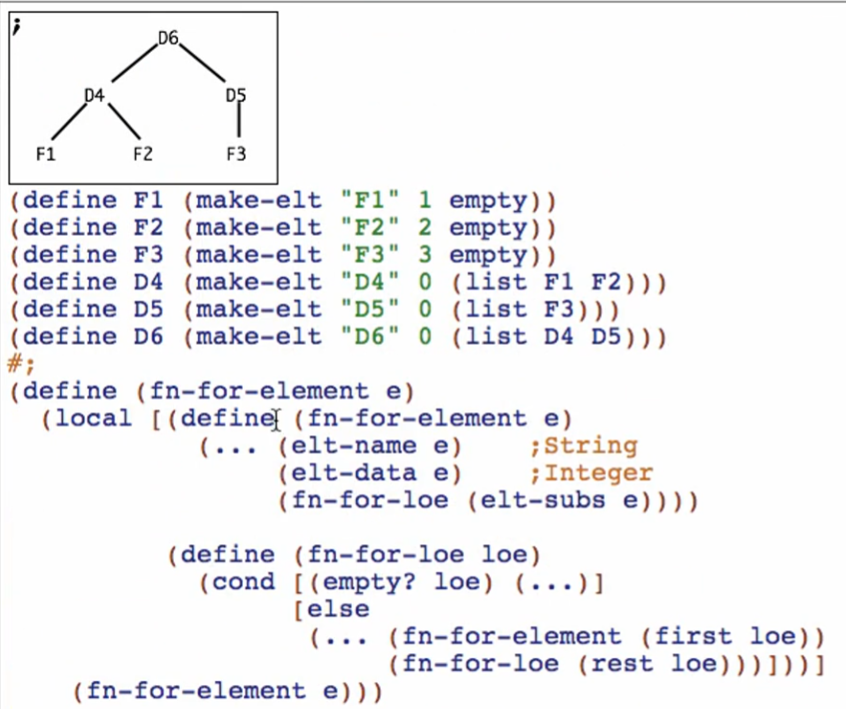 ;
D6
D4 D5
F1 F2 F3
(define F1 (make-elt "F1" 1 empty))
(define F2 (make-elt "F2" 2 empty))
(define F3 (make-elt "F3" 3 empty))
(define D4 (make-elt "D4" 0 (list F1 F2)))
(define D5 (make-elt "D5" 0 (list F3)))
(define D6 (make-elt "D6" 0 (list D4 D5)))
#;
(define (fn-for-element e)
  (local [(define (fn-for-element e)
            (... (elt-name e)    ;String
                 (elt-data e)    ;Integer
                 (fn-for-loe (elt-subs e))))
          (define (fn-for-loe loe)
            (cond [(empty? loe) (...)]
                  [else
                   (... (fn-for-element (first loe))
                        (fn-for-loe (rest loe)))]))]
    (fn-for-element e)))